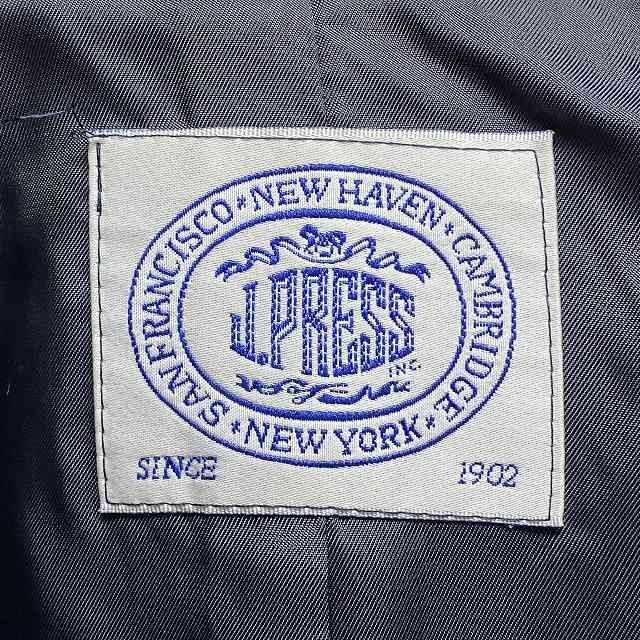 SAN FRANCISCO * NEW HAVEN * CAMBRIDGE * NEW YORK *
J. PRESS
INC.
SINCE 1902